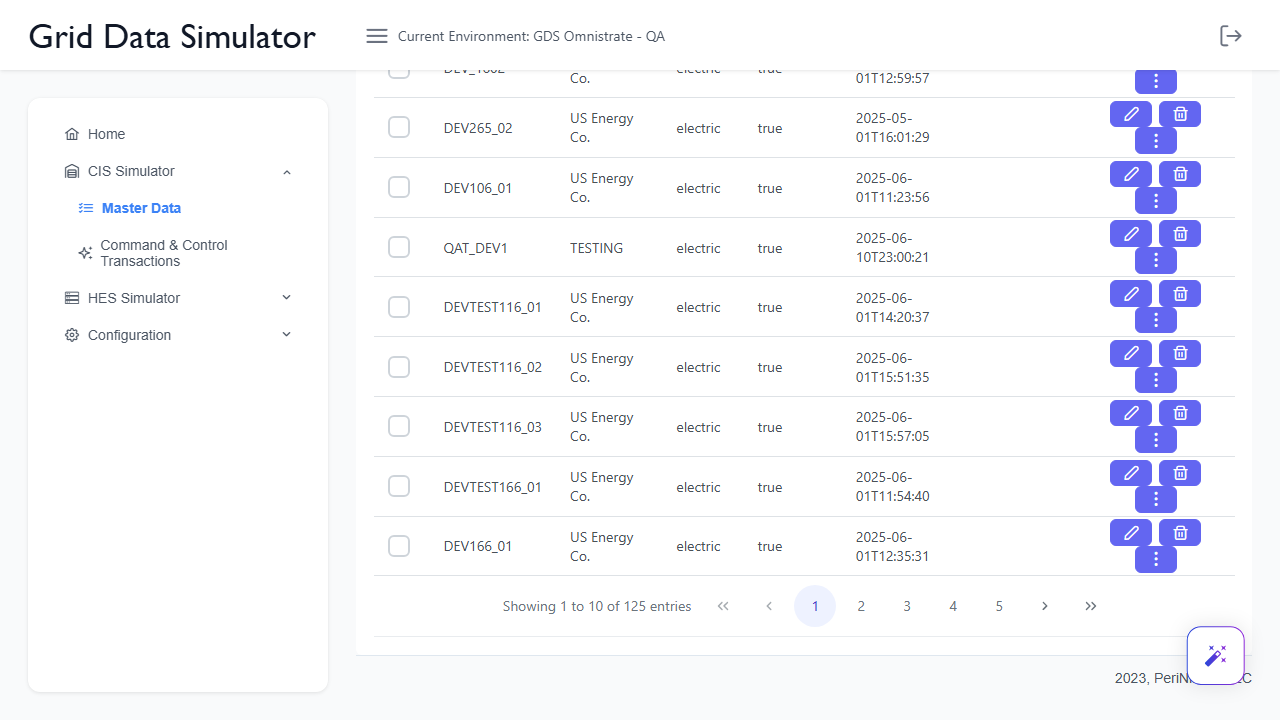 Grid Data Simulator
Current Environment: GDS Omnistrate - QA
Home
CIS Simulator
Master Data
Command & Control
Transactions
HES Simulator
Configuration
Co.
01T12:59:57
DEV265_02 US Energy Co. electric true 2025-05-01T16:01:29
DEV106_01 US Energy Co. electric true 2025-06-01T11:23:56
QAT_DEV1 TESTING electric true 2025-06-10T23:00:21
DEVTEST116_01 US Energy Co. electric true 2025-06-01T14:20:37
DEVTEST116_02 US Energy Co. electric true 2025-06-01T15:51:35
DEVTEST116_03 US Energy Co. electric true 2025-06-01T15:57:05
DEVTEST166_01 US Energy Co. electric true 2025-06-01T11:54:40
DEV166_01 US Energy Co. electric true 2025-06-01T12:35:31
Showing 1 to 10 of 125 entries 1 2 3 4 5
2023,